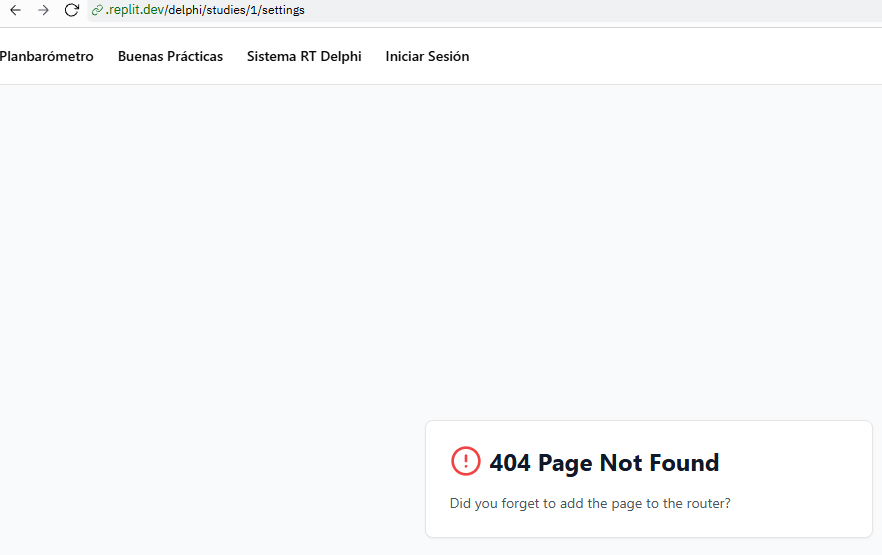 .replit.dev/delphi/studies/1/settings
Planbarómetro Buenas Prácticas Sistema RT Delphi Iniciar Sesión
404 Page Not Found
Did you forget to add the page to the router?